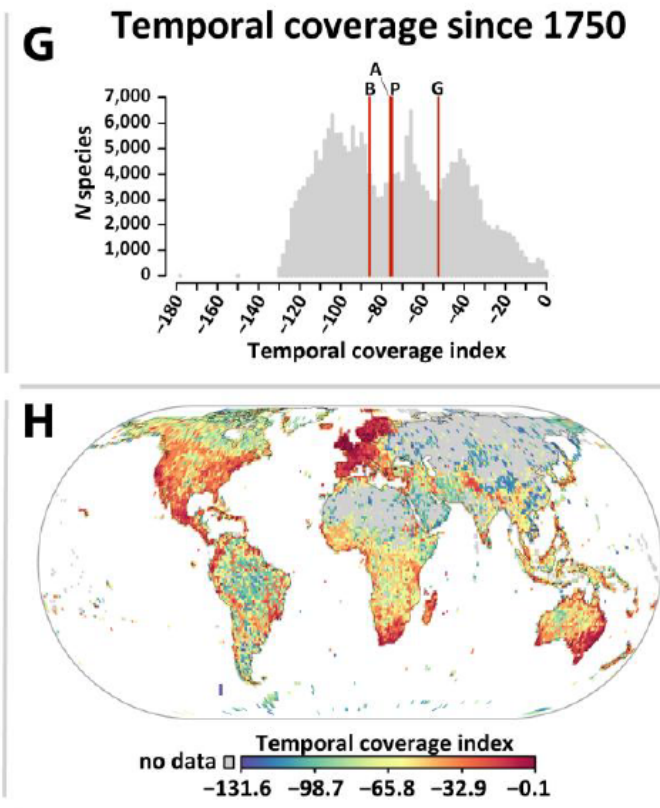 G
Temporal coverage since 1750
A
B P G
7,000
6,000
5,000
4,000
3,000
2,000
1,000
0
N species
−180 −160 −140 −120 −100 −80 −60 −40 −20 0
Temporal coverage index
H
Temporal coverage index
no data
−131.6 −98.7 −65.8 −32.9 −0.1